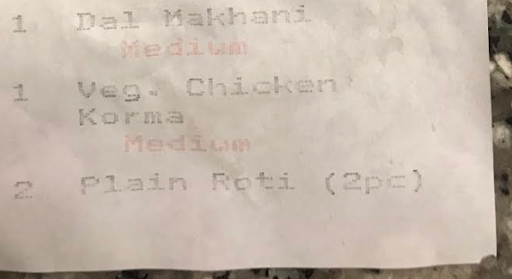 1 Dal Makhani
Medium
1 Veg. Chicken
Korma
Medium
2 Plain Roti (2pc)